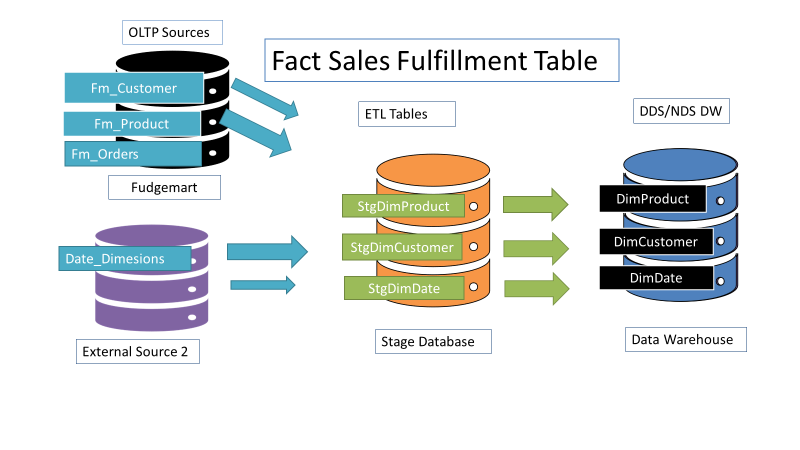 OLTP Sources
Fact Sales Fulfillment Table
Fm_Customer
Fm_Product
Fm_Orders
Fudgemart
ETL Tables
DDS/NDS DW
StgDimProduct
StgDimCustomer
StgDimDate
DimProduct
DimCustomer
DimDate
Date_Dimesions
External Source 2
Stage Database
Data Warehouse